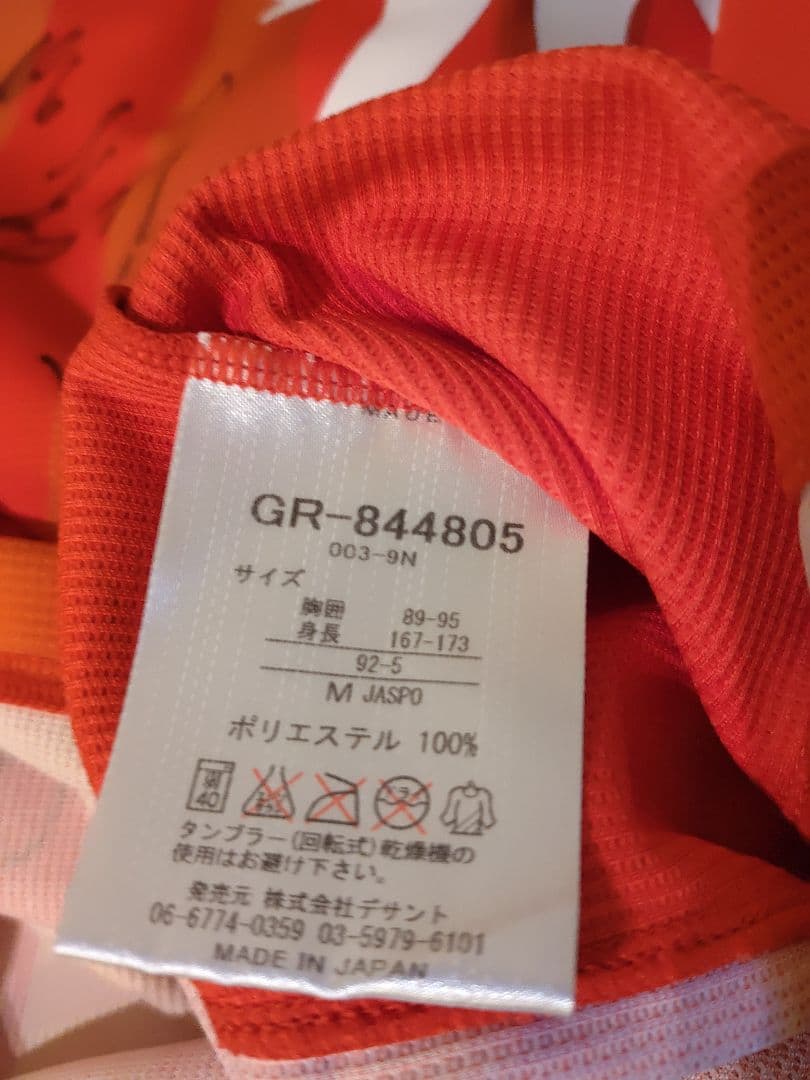 MADE
GR-844805
003-9N
サイズ
胸囲 89-95
身長 167-173
92-5
M JASPO
ポリエステル 100%
40
タンブラー(回転式)乾燥機の
使用はお避け下さい。
発売元 株式会社デサント
06-6774-0359 03-5979-6101
MADE IN JAPAN